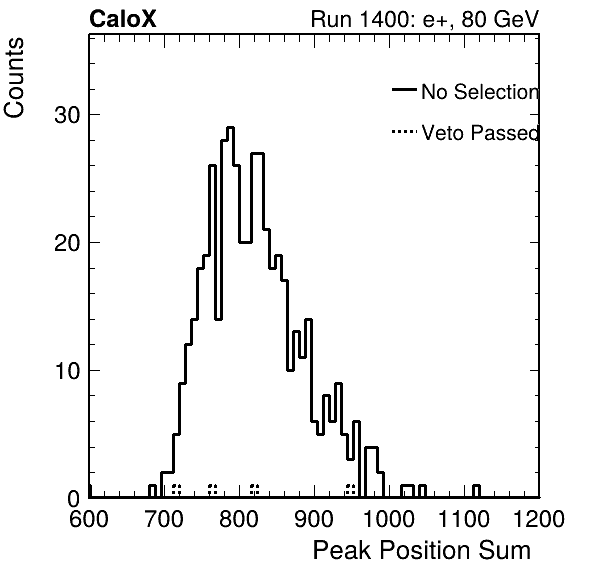 CaloX Run 1400: e+, 80 GeV
Counts
No Selection
Veto Passed
30
20
10
0
600 700 800 900 1000 1100 1200
Peak Position Sum